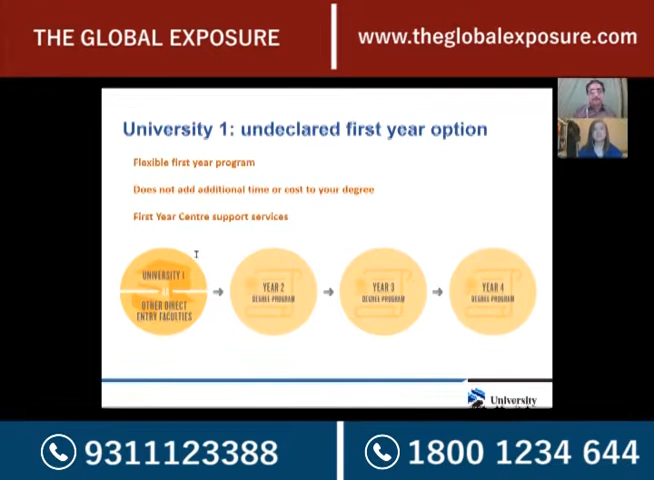 THE GLOBAL EXPOSURE
www.theglobalexposure.com
University 1: undeclared first year option
Flexible first year program
Does not add additional time or cost to your degree
First Year Centre support services
UNIVERSITY 1
OTHER DIRECT
ENTRY FACULTIES
YEAR 2
DEGREE PROGRAM
YEAR 3
DEGREE PROGRAM
YEAR 4
DEGREE PROGRAM
University
9311123388
1800 1234 644